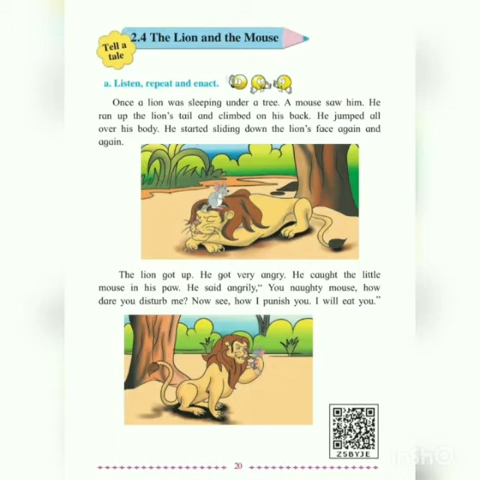 Tell a
tale
2.4 The Lion and the Mouse
a. Listen, repeat and enact.
Once a lion was sleeping under a tree. A mouse saw him. He
ran up the lion's tail and climbed on his back. He jumped all
over his body. He started sliding down the lion's face again and
again.
The lion got up. He got very angry. He caught the little
mouse in his paw. He said angrily,“ You naughty mouse, how
dare you disturb me? Now see, how I punish you. I will eat you.”
ZSBYJE
20